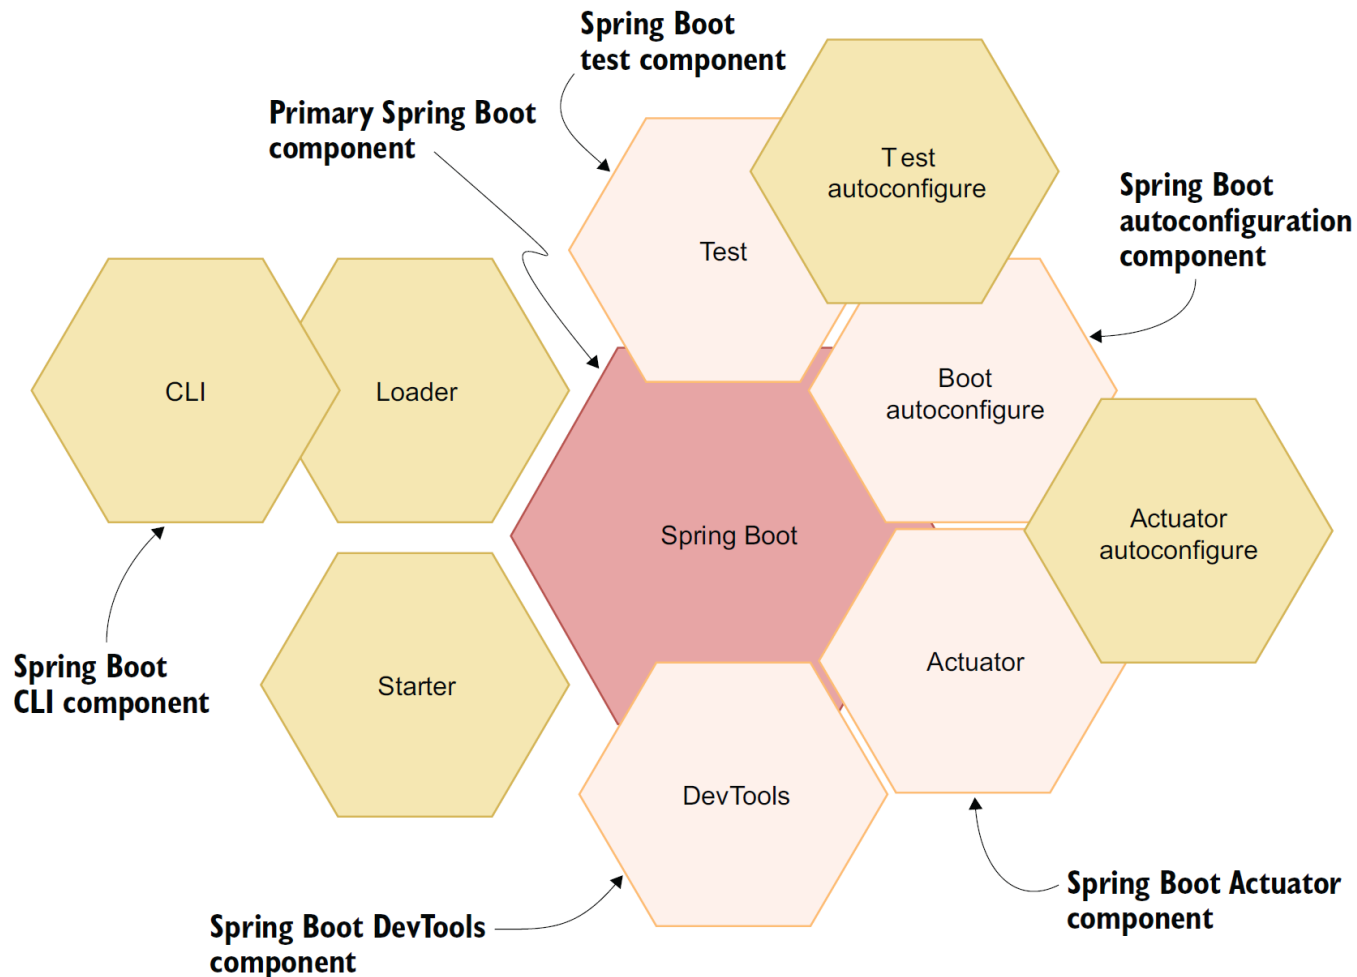 Spring Boot
test component
Primary Spring Boot
component
Test
autoconfigure
Spring Boot
autoconfiguration
component
Test
CLI
Loader
Boot
autoconfigure
Spring Boot
Actuator
autoconfigure
Spring Boot
CLI component
Starter
Actuator
DevTools
Spring Boot Actuator
component
Spring Boot DevTools
component